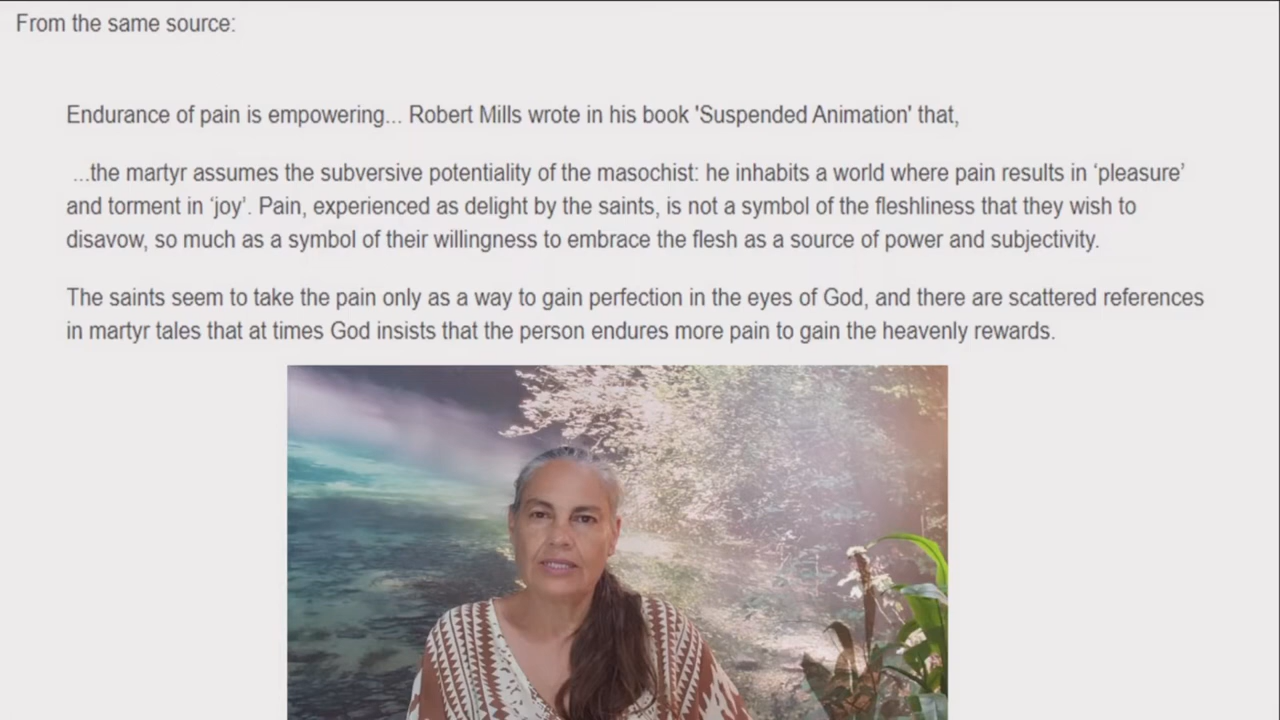 From the same source:
Endurance of pain is empowering... Robert Mills wrote in his book 'Suspended Animation' that,
...the martyr assumes the subversive potentiality of the masochist: he inhabits a world where pain results in ‘pleasure’
and torment in ‘joy’. Pain, experienced as delight by the saints, is not a symbol of the fleshliness that they wish to
disavow, so much as a symbol of their willingness to embrace the flesh as a source of power and subjectivity.
The saints seem to take the pain only as a way to gain perfection in the eyes of God, and there are scattered references
in martyr tales that at times God insists that the person endures more pain to gain the heavenly rewards.